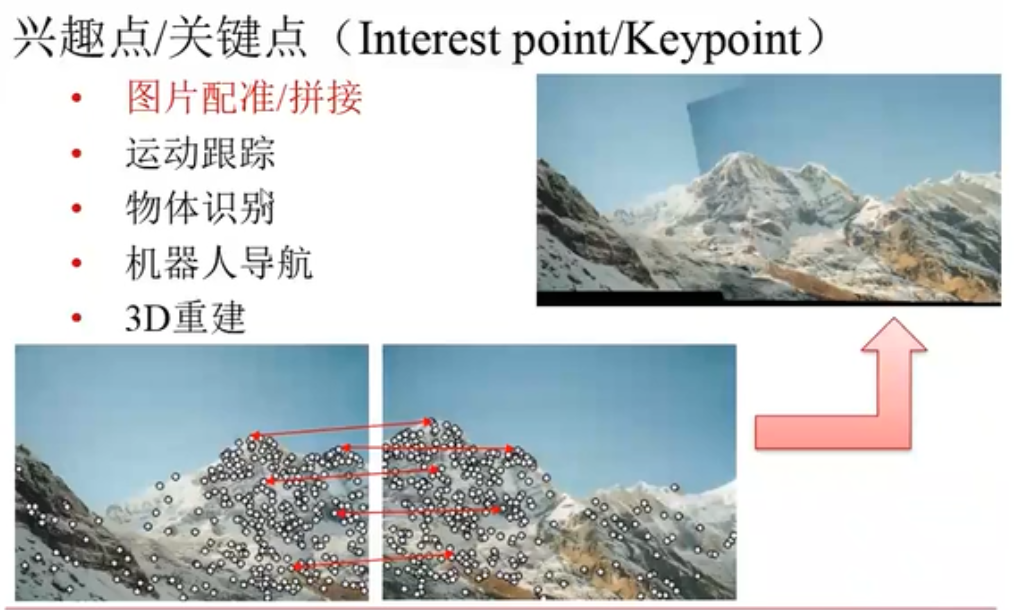 兴趣点/关键点（Interest point/Keypoint）
• 图片配准/拼接
• 运动跟踪
• 物体识别
• 机器人导航
• 3D重建